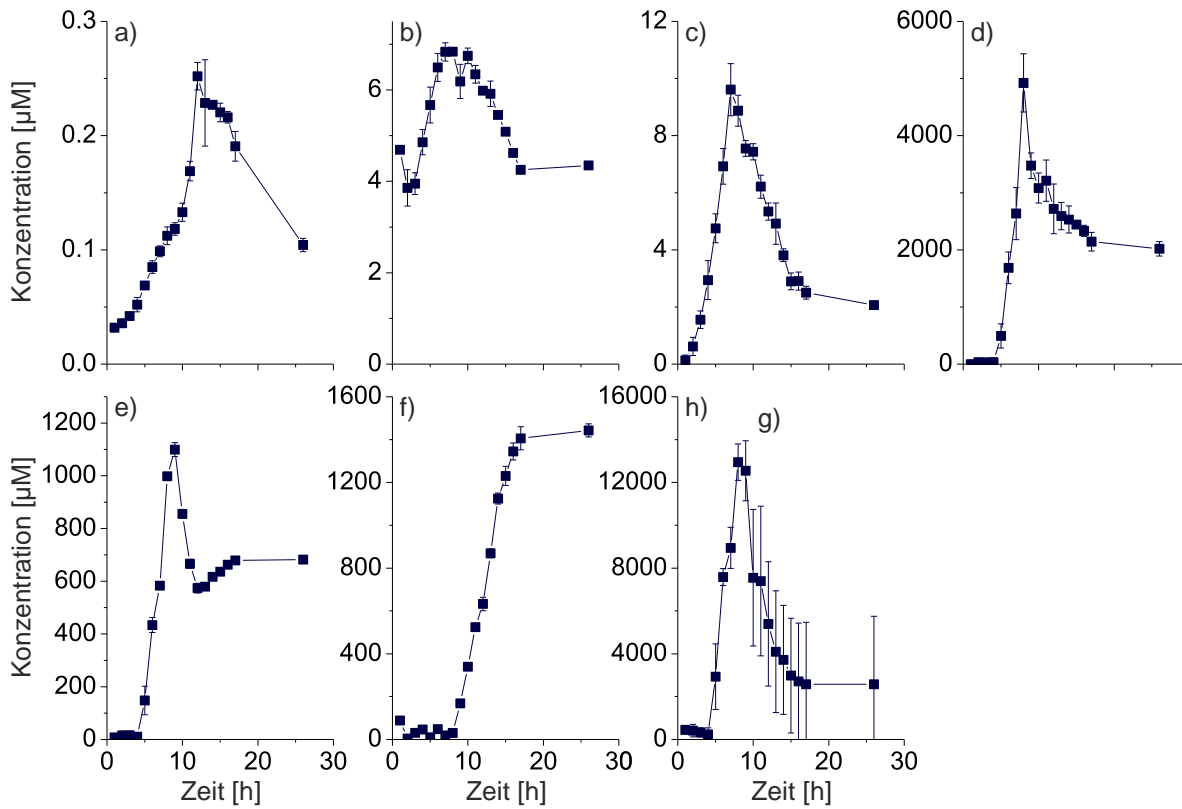 a) b) c) d)
0.3 6 12 6000
0.2 4 8 4000
0.1 2 4 2000
0.0 0 0 0
Konzentration [µM]
e) f) h) g)
1200 1600 16000
1000 1200 12000
800 800 8000
600 400 4000
400 0 0
200
0
Konzentration [µM]
0 10 20 30 0 10 20 30 0 10 20 30
Zeit [h] Zeit [h] Zeit [h]